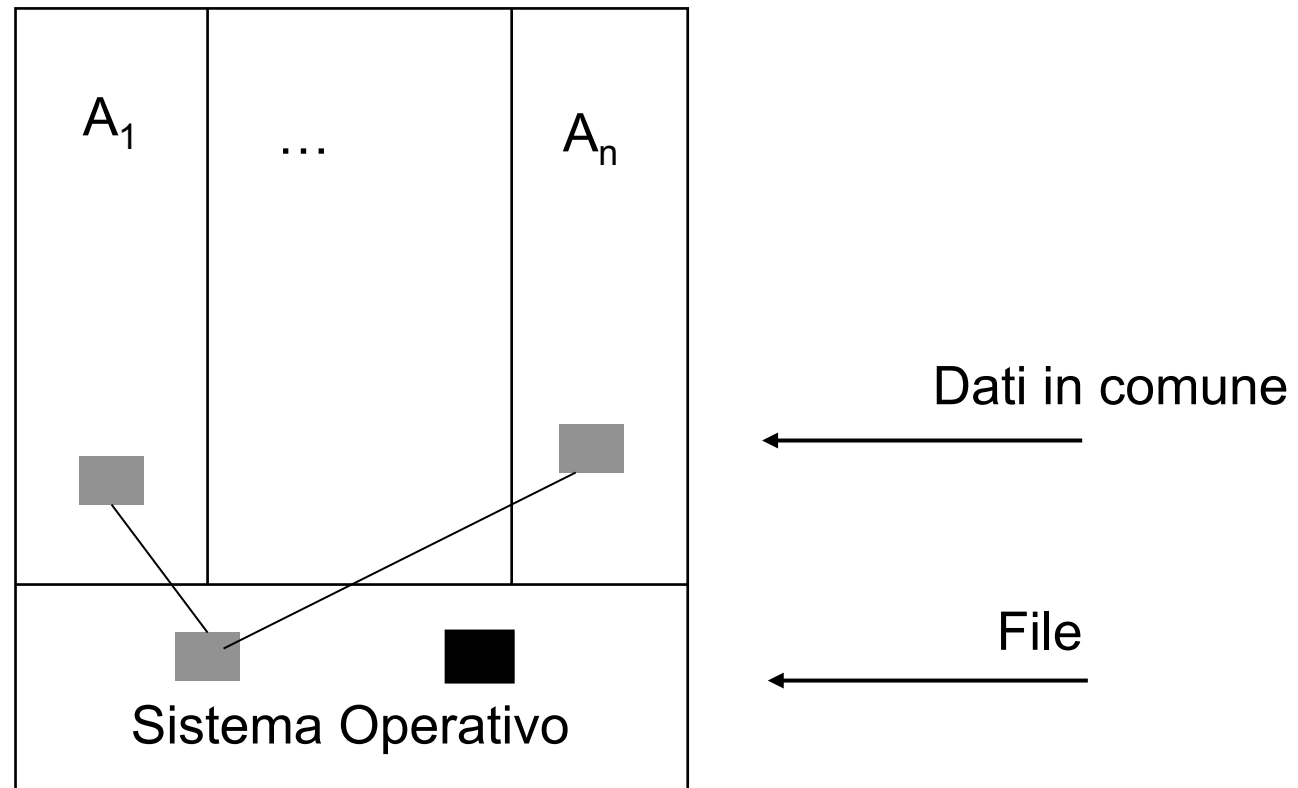 A₁
…
Aₙ
Dati in comune
File
Sistema Operativo